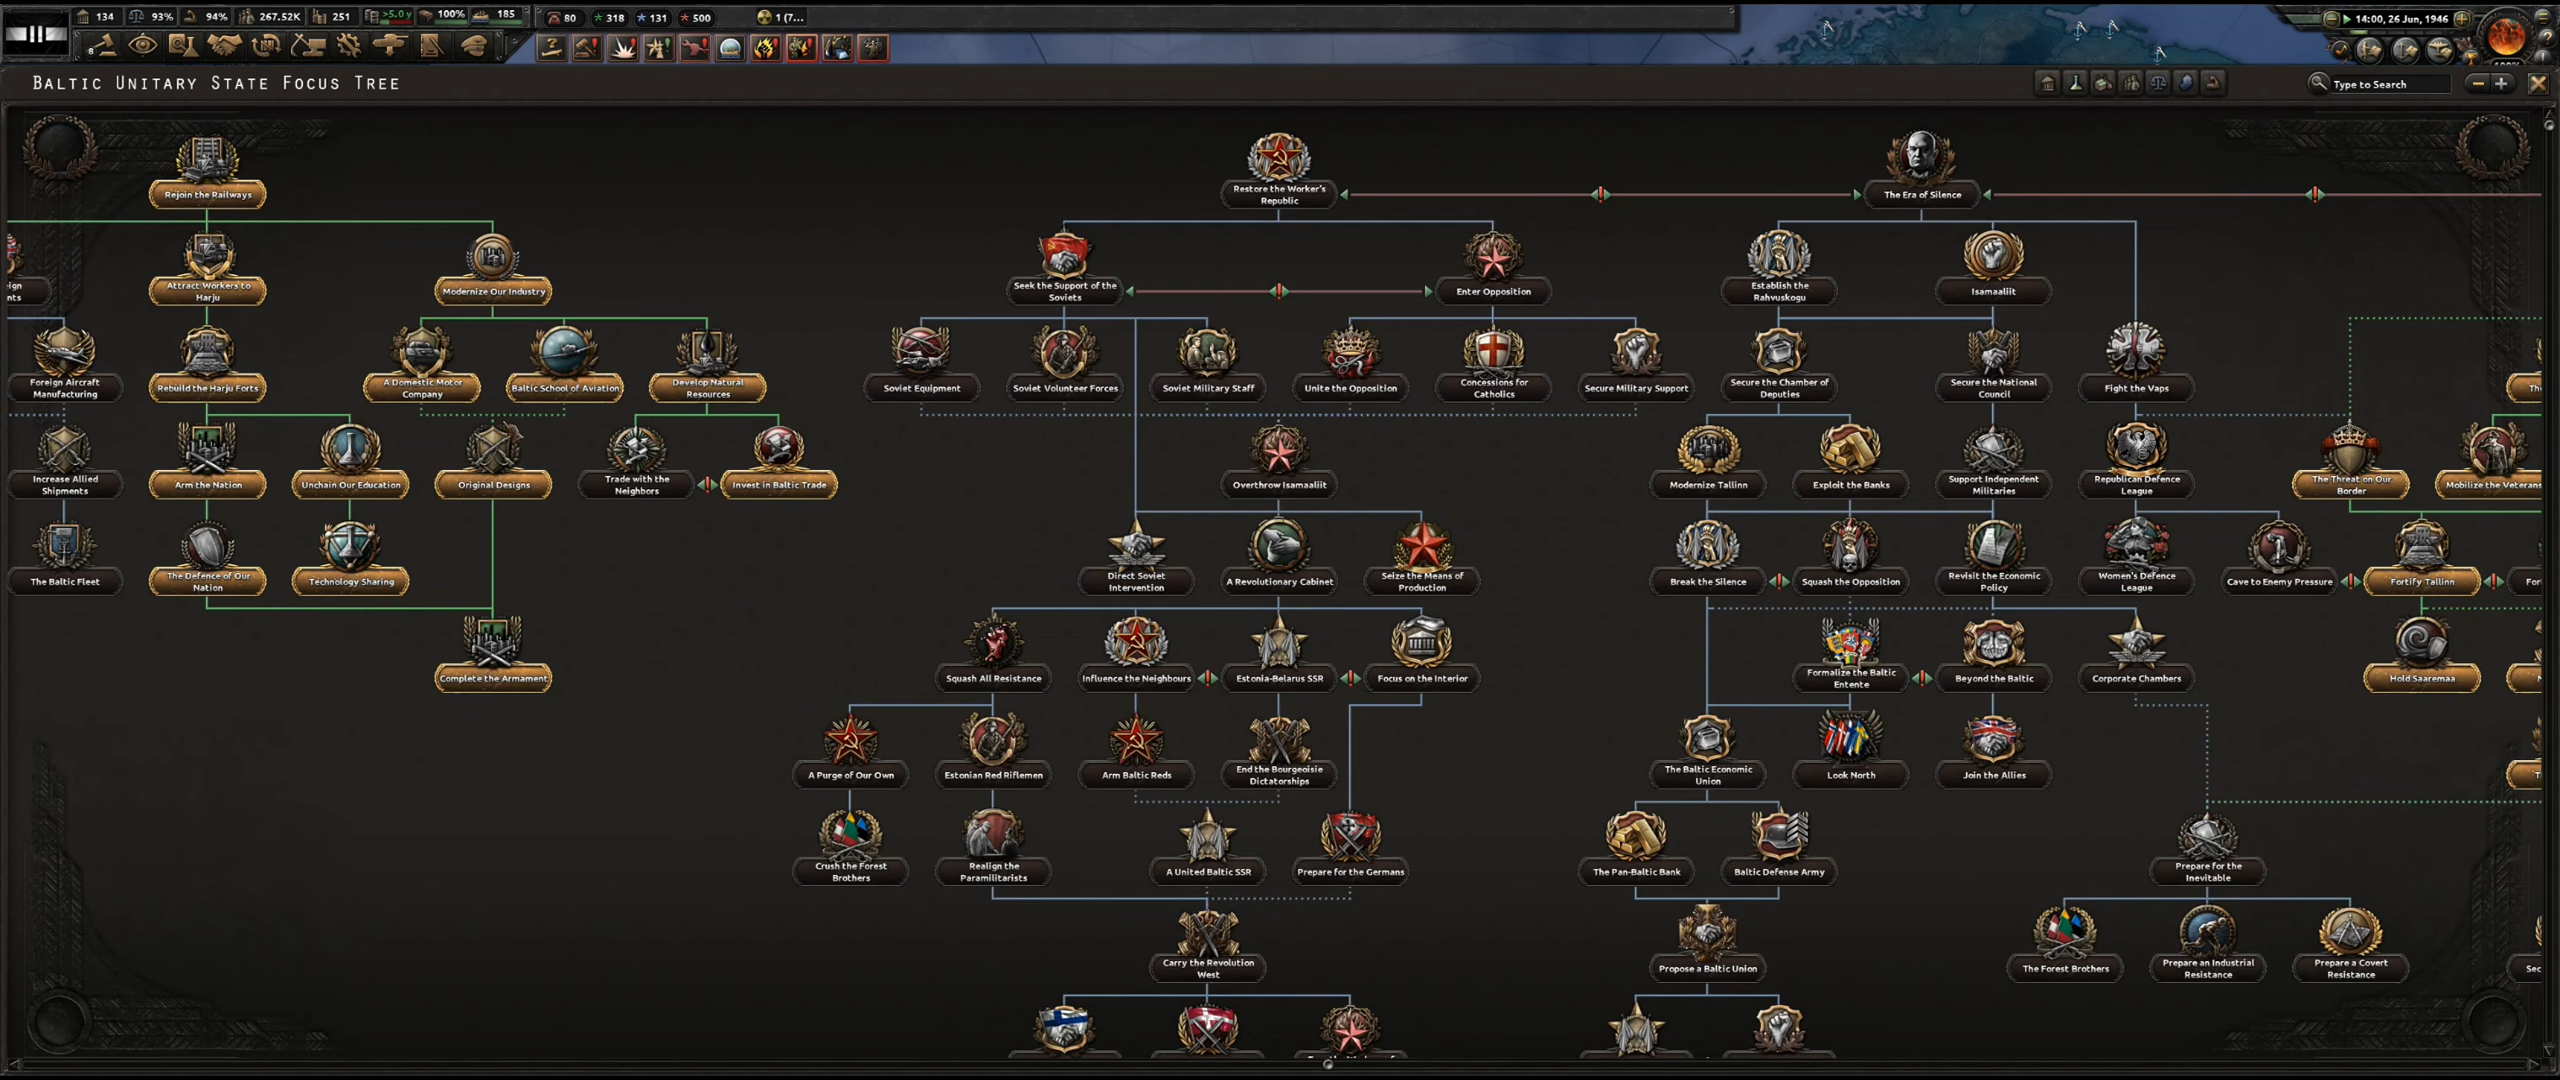 134
93%
94%
267.52K
251
>5.0 y
100%
185
80
318
131
500
1 (7...
14:00, 26 Jun, 1946
Baltic Unitary State Focus Tree
Type to Search
Rejoin the Railways
Restore the Worker's
Republic
The Era of Silence
Attract Workers to
Harju
Modernize Our Industry
Seek the Support of the
Soviets
Enter Opposition
Establish the
Rahvuskogu
Isamaaliit
Foreign Aircraft
Manufacturing
Rebuild the Harju Forts
A Domestic Motor
Company
Baltic School of Aviation
Develop Natural
Resources
Soviet Equipment
Soviet Volunteer Forces
Soviet Military Staff
Unite the Opposition
Concessions for
Catholics
Secure Military Support
Secure the Chamber of
Deputies
Secure the National
Council
Fight the Vaps
Increase Allied
Shipments
Arm the Nation
Unchain Our Education
Original Designs
Trade with the
Neighbors
Invest in Baltic Trade
Overthrow Isamaaliit
Modernize Tallinn
Exploit the Banks
Support Independent
Militaries
Republican Defence
League
The Threat on Our
Border
Mobilize the Veterans
The Baltic Fleet
The Defence of Our
Nation
Technology Sharing
Direct Soviet
Intervention
A Revolutionary Cabinet
Seize the Means of
Production
Break the Silence
Squash the Opposition
Revisit the Economic
Policy
Women's Defence
League
Cave to Enemy Pressure
Fortify Tallinn
Complete the Armament
Squash All Resistance
Influence the Neighbours
Estonia-Belarus SSR
Focus on the Interior
Formalize the Baltic
Entente
Beyond the Baltic
Corporate Chambers
Hold Saaremaa
A Purge of Our Own
Estonian Red Riflemen
Arm Baltic Reds
End the Bourgeoisie
Dictatorships
The Baltic Economic
Union
Look North
Join the Allies
Crush the Forest
Brothers
Realign the
Paramilitarists
A United Baltic SSR
Prepare for the Germans
The Pan-Baltic Bank
Baltic Defense Army
Prepare for the
Inevitable
Carry the Revolution
West
Propose a Baltic Union
The Forest Brothers
Prepare an Industrial
Resistance
Prepare a Covert
Resistance